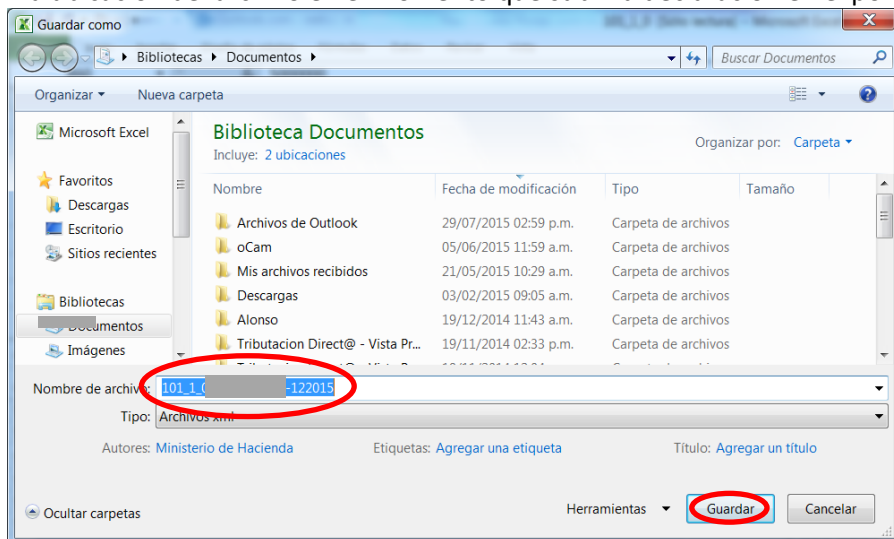 Guardar como
Bibliotecas ▸ Documentos ▸
Buscar Documentos
Organizar
Nueva carpeta
Microsoft Excel
Favoritos
Descargas
Escritorio
Sitios recientes
Bibliotecas
Documentos
Imágenes
Biblioteca Documentos
Incluye: 2 ubicaciones
Organizar por: Carpeta
Nombre Fecha de modificación Tipo Tamaño
Archivos de Outlook 29/07/2015 02:59 p.m. Carpeta de archivos
oCam 05/06/2015 11:59 a.m. Carpeta de archivos
Mis archivos recibidos 21/05/2015 10:29 a.m. Carpeta de archivos
Descargas 03/02/2015 09:05 a.m. Carpeta de archivos
Alonso 19/12/2014 11:43 a.m. Carpeta de archivos
Tributacion Direct@ - Vista Pr... 19/11/2014 02:33 p.m. Carpeta de archivos
Nombre de archivo: 101_1_0 -122015
Tipo: Archivos xml
Autores: Ministerio de Hacienda Etiquetas: Agregar una etiqueta Título: Agregar un título
Ocultar carpetas Herramientas Guardar Cancelar